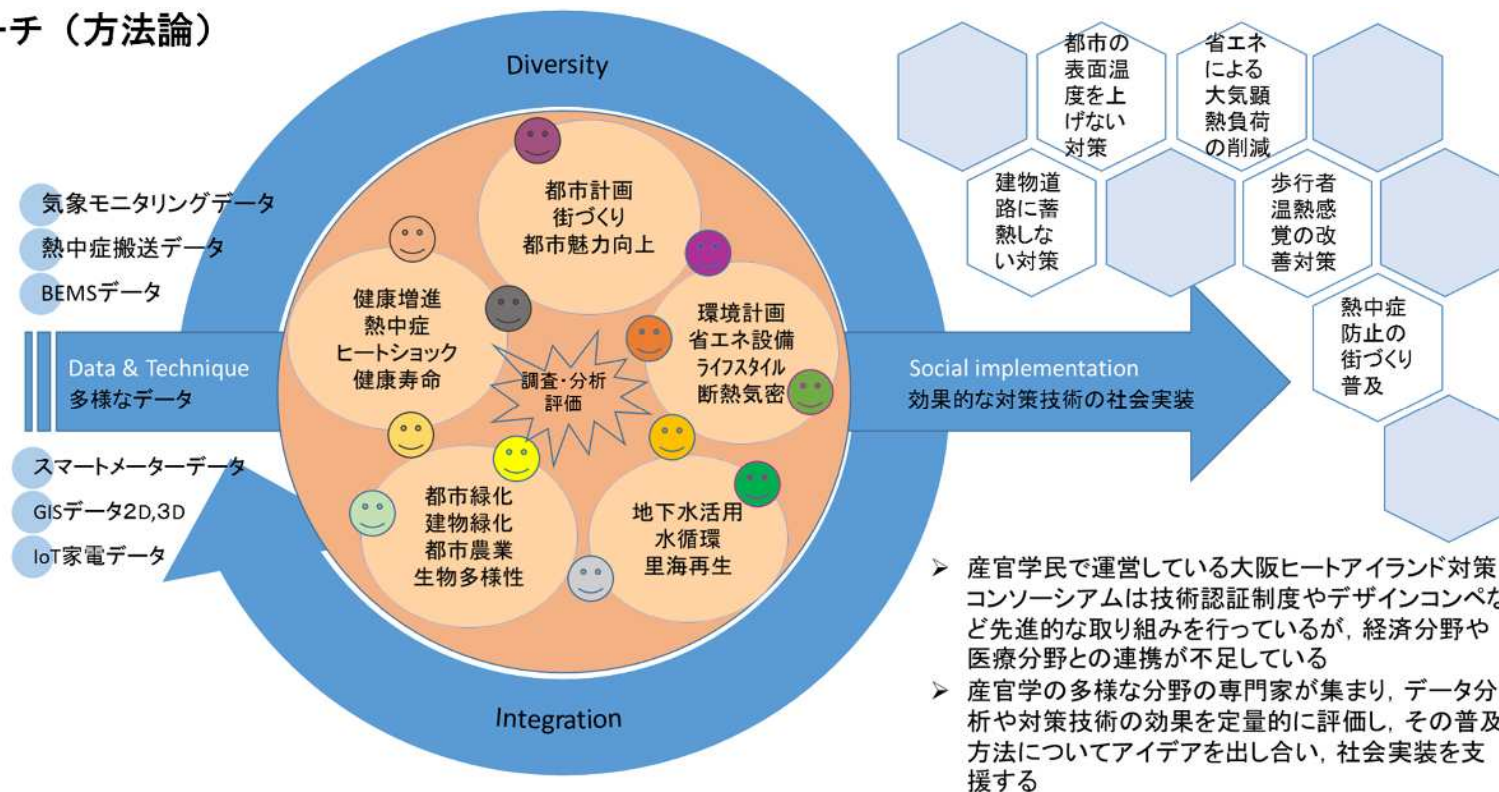 ーチ（方法論）
Diversity
気象モニタリングデータ
熱中症搬送データ
BEMSデータ
Data & Technique
多様なデータ
スマートメーターデータ
GISデータ2D,3D
IoT家電データ
都市計画
街づくり
都市魅力向上
健康増進
熱中症
ヒートショック
健康寿命
環境計画
省エネ設備
ライフスタイル
断熱気密
調査・分析
評価
都市緑化
建物緑化
都市農業
生物多様性
地下水活用
水循環
里海再生
Integration
Social implementation
効果的な対策技術の社会実装
都市の
表面温
度を上
げない
対策
省エネ
による
大気顕
熱負荷
の削減
建物道
路に蓄
熱しな
い対策
歩行者
温熱感
覚の改
善対策
熱中症
防止の
街づくり
普及
➢ 産官学民で運営している大阪ヒートアイランド対策
コンソーシアムは技術認証制度やデザインコンペな
ど先進的な取り組みを行っているが，経済分野や
医療分野との連携が不足している
➢ 産官学の多様な分野の専門家が集まり，データ分
析や対策技術の効果を定量的に評価し，その普及
方法についてアイデアを出し合い，社会実装を支
援する